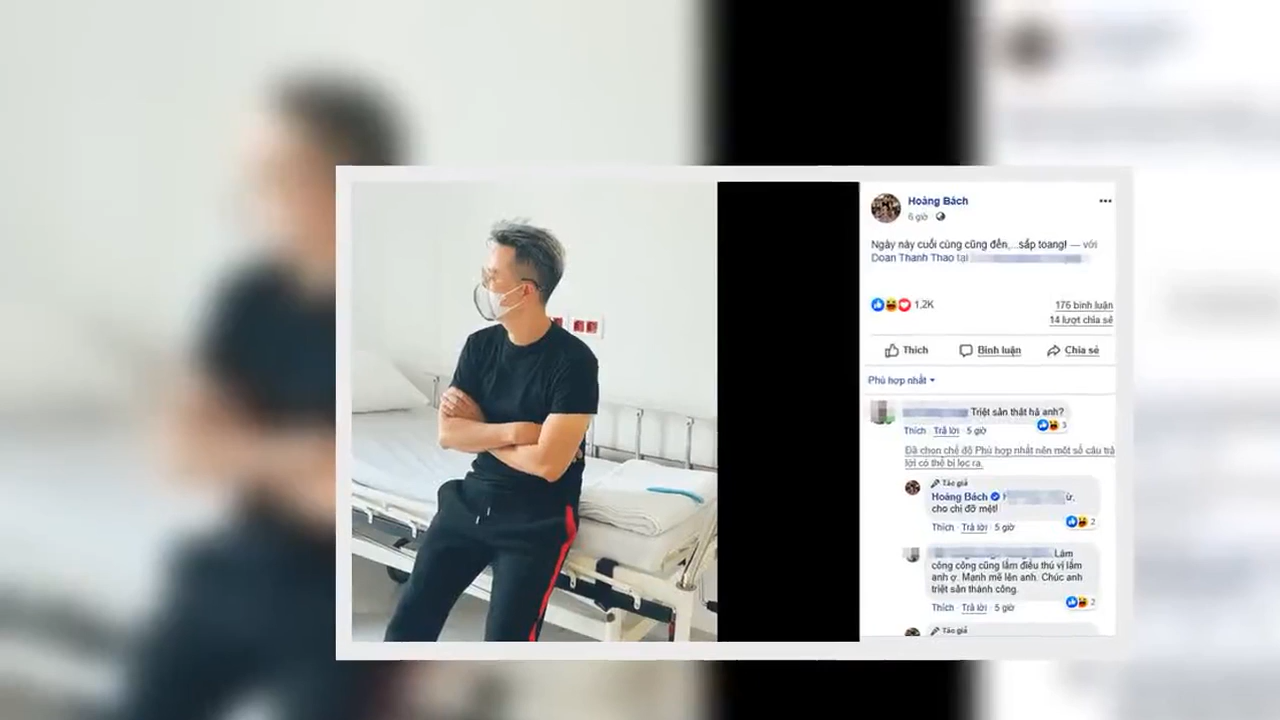 Hoàng Bách
6 giờ
Ngày này cuối cùng cũng đến,...sắp toang! — với
Doan Thanh Thao tại
1,2K
176 bình luận
14 lượt chia sẻ
Thích Bình luận Chia sẻ
Phù hợp nhất
Triệt sản thật hả anh?
3
Thích · Trả lời · 5 giờ
Đã chọn chế độ Phù hợp nhất nên một số câu trả
lời có thể bị lọc ra.
Tác giả
Hoàng Bách ừ,
cho chị đỡ mệt!
2
Thích · Trả lời · 5 giờ
Làm
công công cũng lắm điều thú vị lắm
anh ợ. Mạnh mẽ lên anh. Chúc anh
triệt sản thành công.
2
Thích · Trả lời · 5 giờ
Tác giả